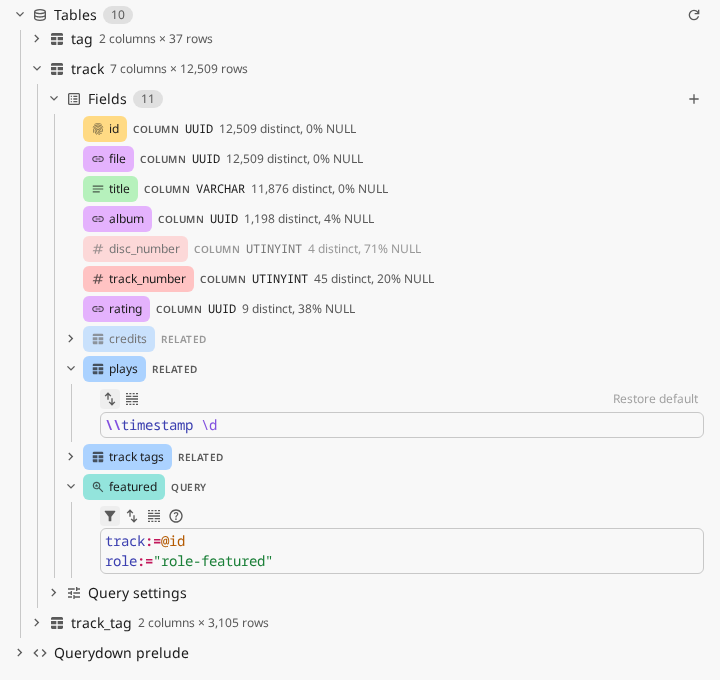 Tables 10
tag 2 columns × 37 rows
track 7 columns × 12,509 rows
Fields 11
id COLUMN UUID 12,509 distinct, 0% NULL
file COLUMN UUID 12,509 distinct, 0% NULL
title COLUMN VARCHAR 11,876 distinct, 0% NULL
album COLUMN UUID 1,198 distinct, 4% NULL
# disc_number COLUMN UTINYINT 4 distinct, 71% NULL
# track_number COLUMN UTINYINT 45 distinct, 20% NULL
rating COLUMN UUID 9 distinct, 38% NULL
credits RELATED
plays RELATED
Restore default
\\timestamp \d
track tags RELATED
featured QUERY
track:=@id
role:="role-featured"
Query settings
track_tag 2 columns × 3,105 rows
Querydown prelude